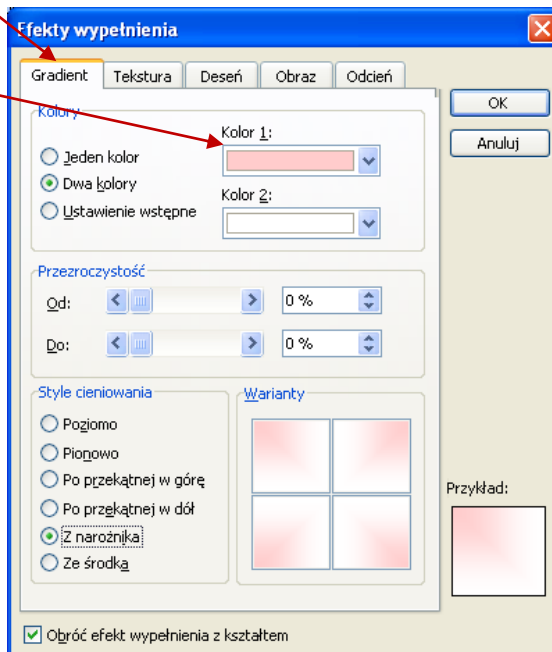 Efekty wypełnienia
Gradient Tekstura Deseń Obraz Odcień
OK
Anuluj
Kolory
Jeden kolor
Dwa kolory
Ustawienie wstępne
Kolor 1:
Kolor 2:
Przezroczystość
Od: 0 %
Do: 0 %
Style cieniowania
Poziomo
Pionowo
Po przekątnej w górę
Po przekątnej w dół
Z narożnika
Ze środka
Warianty
Przykład:
Obróć efekt wypełnienia z kształtem